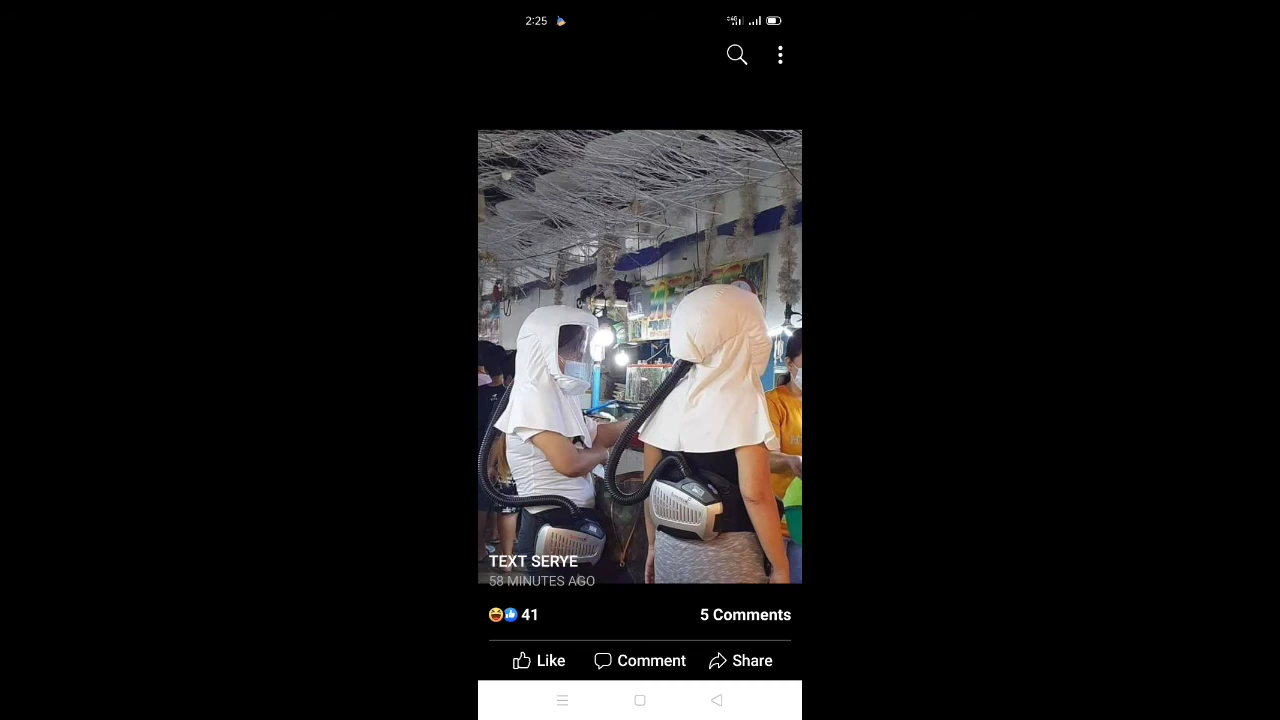 2:25
TEXT SERYE
58 MINUTES AGO
41
5 Comments
Like
Comment
Share